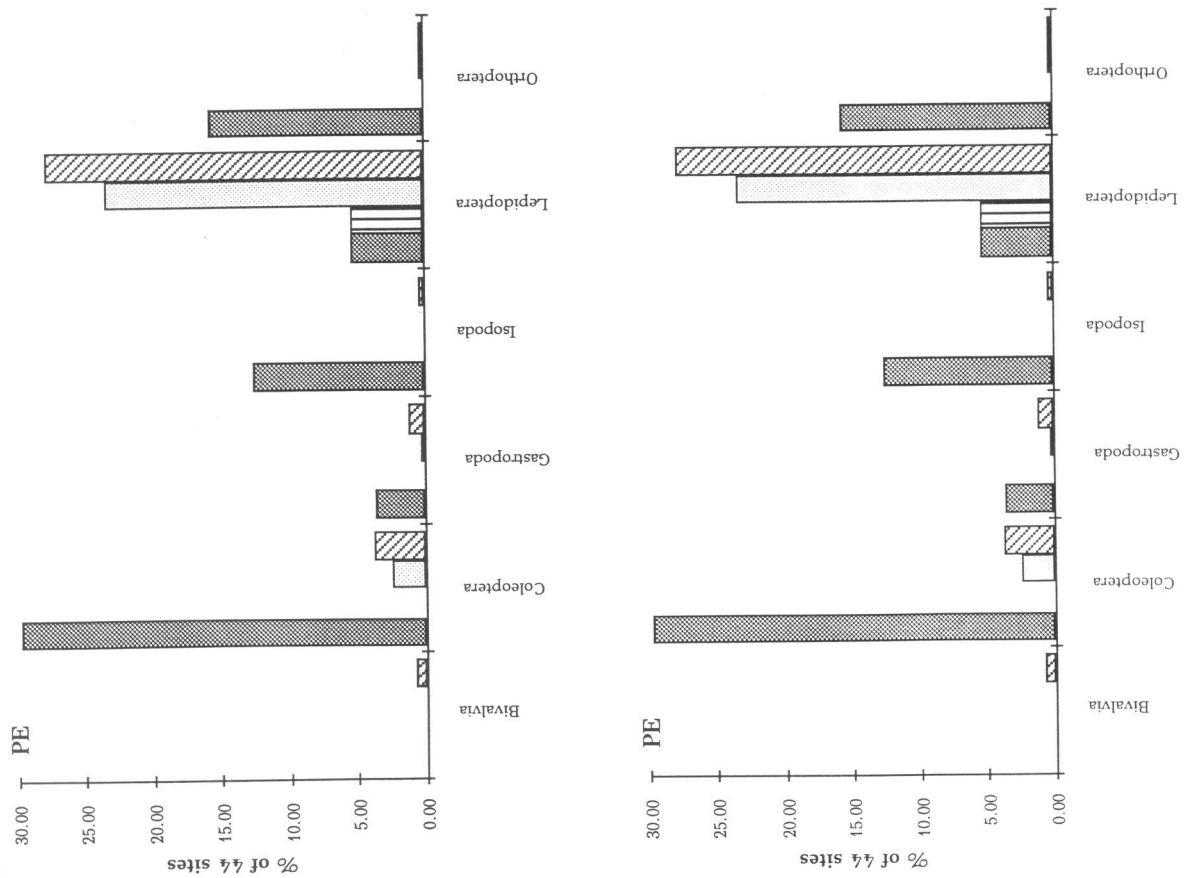 PE
30.00
25.00
20.00
15.00
10.00
5.00
0.00
% of 44 sites
Bivalvia
Coleoptera
Gastropoda
Isopoda
Lepidoptera
Orthoptera
PE
30.00
25.00
20.00
15.00
10.00
5.00
0.00
% of 44 sites
Bivalvia
Coleoptera
Gastropoda
Isopoda
Lepidoptera
Orthoptera